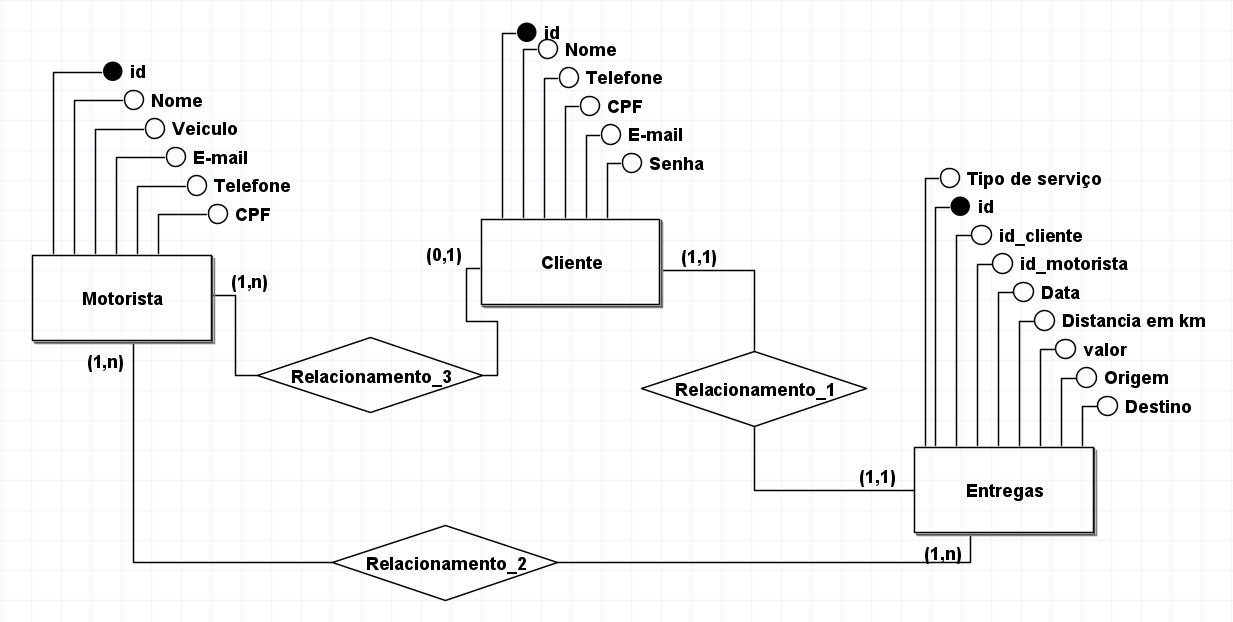 id
Nome
Veiculo
E-mail
Telefone
CPF
Motorista
(1,n)
(1,n)
id
Nome
Telefone
CPF
E-mail
Senha
Cliente
(0,1)
(1,1)
Relacionamento_3
Relacionamento_1
Tipo de serviço
id
id_cliente
id_motorista
Data
Distancia em km
valor
Origem
Destino
(1,1)
Entregas
(1,n)
Relacionamento_2